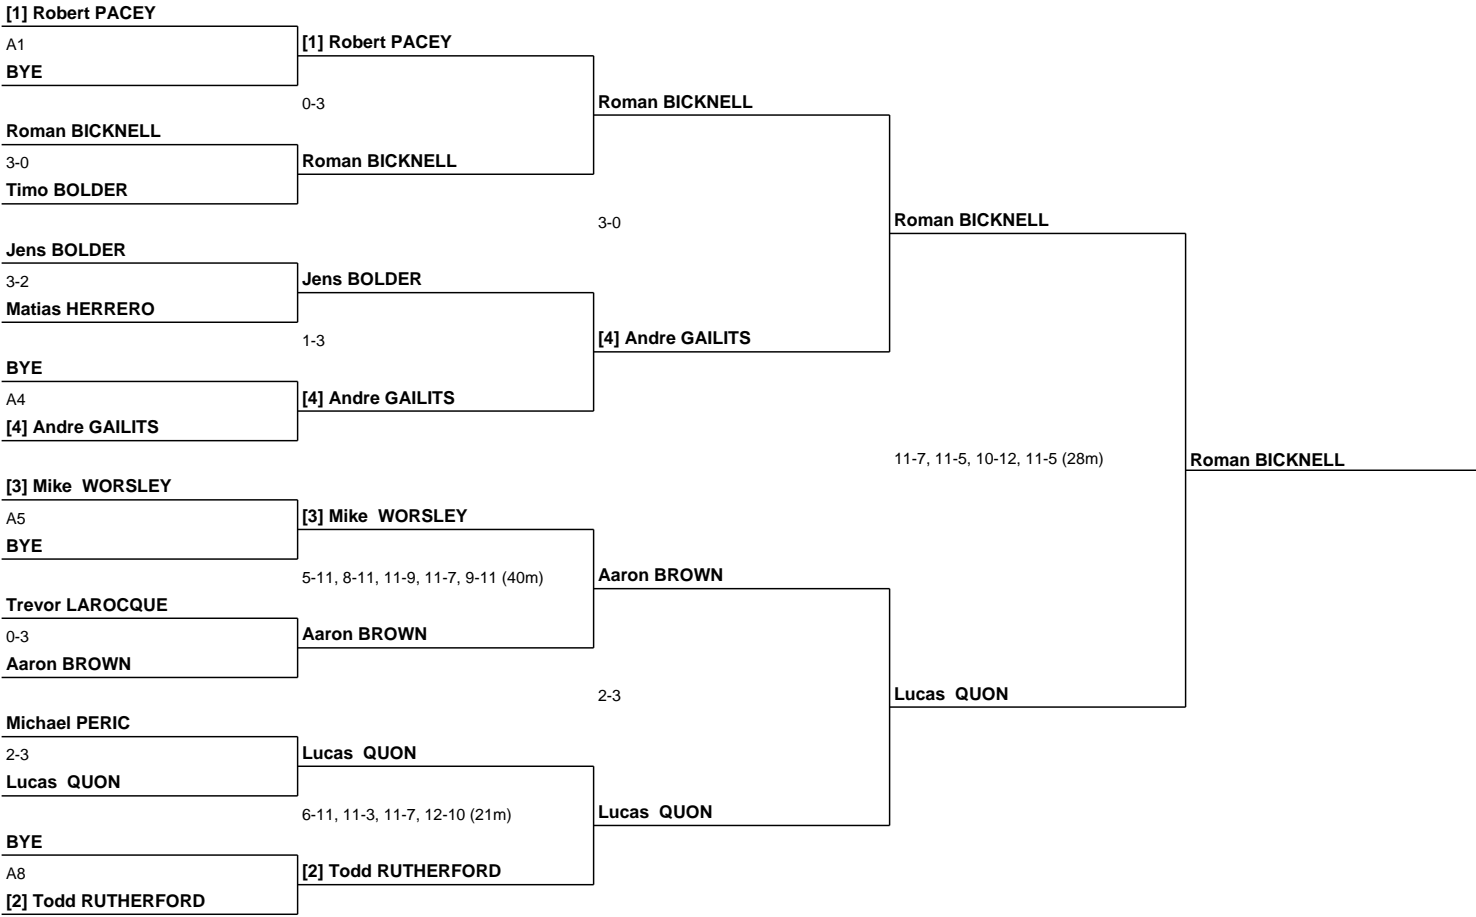 [1] Robert PACEY
A1
BYE
Roman BICKNELL
3-0
Timo BOLDER
Jens BOLDER
3-2
Matias HERRERO
BYE
A4
[4] Andre GAILITS
[3] Mike  WORSLEY
A5
BYE
Trevor LAROCQUE
0-3
Aaron BROWN
Michael PERIC
2-3
Lucas  QUON
BYE
A8
[2] Todd RUTHERFORD
[1] Robert PACEY
0-3
Roman BICKNELL
Jens BOLDER
1-3
[4] Andre GAILITS
[3] Mike  WORSLEY
5-11, 8-11, 11-9, 11-7, 9-11 (40m)
Aaron BROWN
Lucas  QUON
6-11, 11-3, 11-7, 12-10 (21m)
[2] Todd RUTHERFORD
Roman BICKNELL
3-0
[4] Andre GAILITS
Aaron BROWN
2-3
Lucas  QUON
Roman BICKNELL
11-7, 11-5, 10-12, 11-5 (28m)
Lucas  QUON
Roman BICKNELL